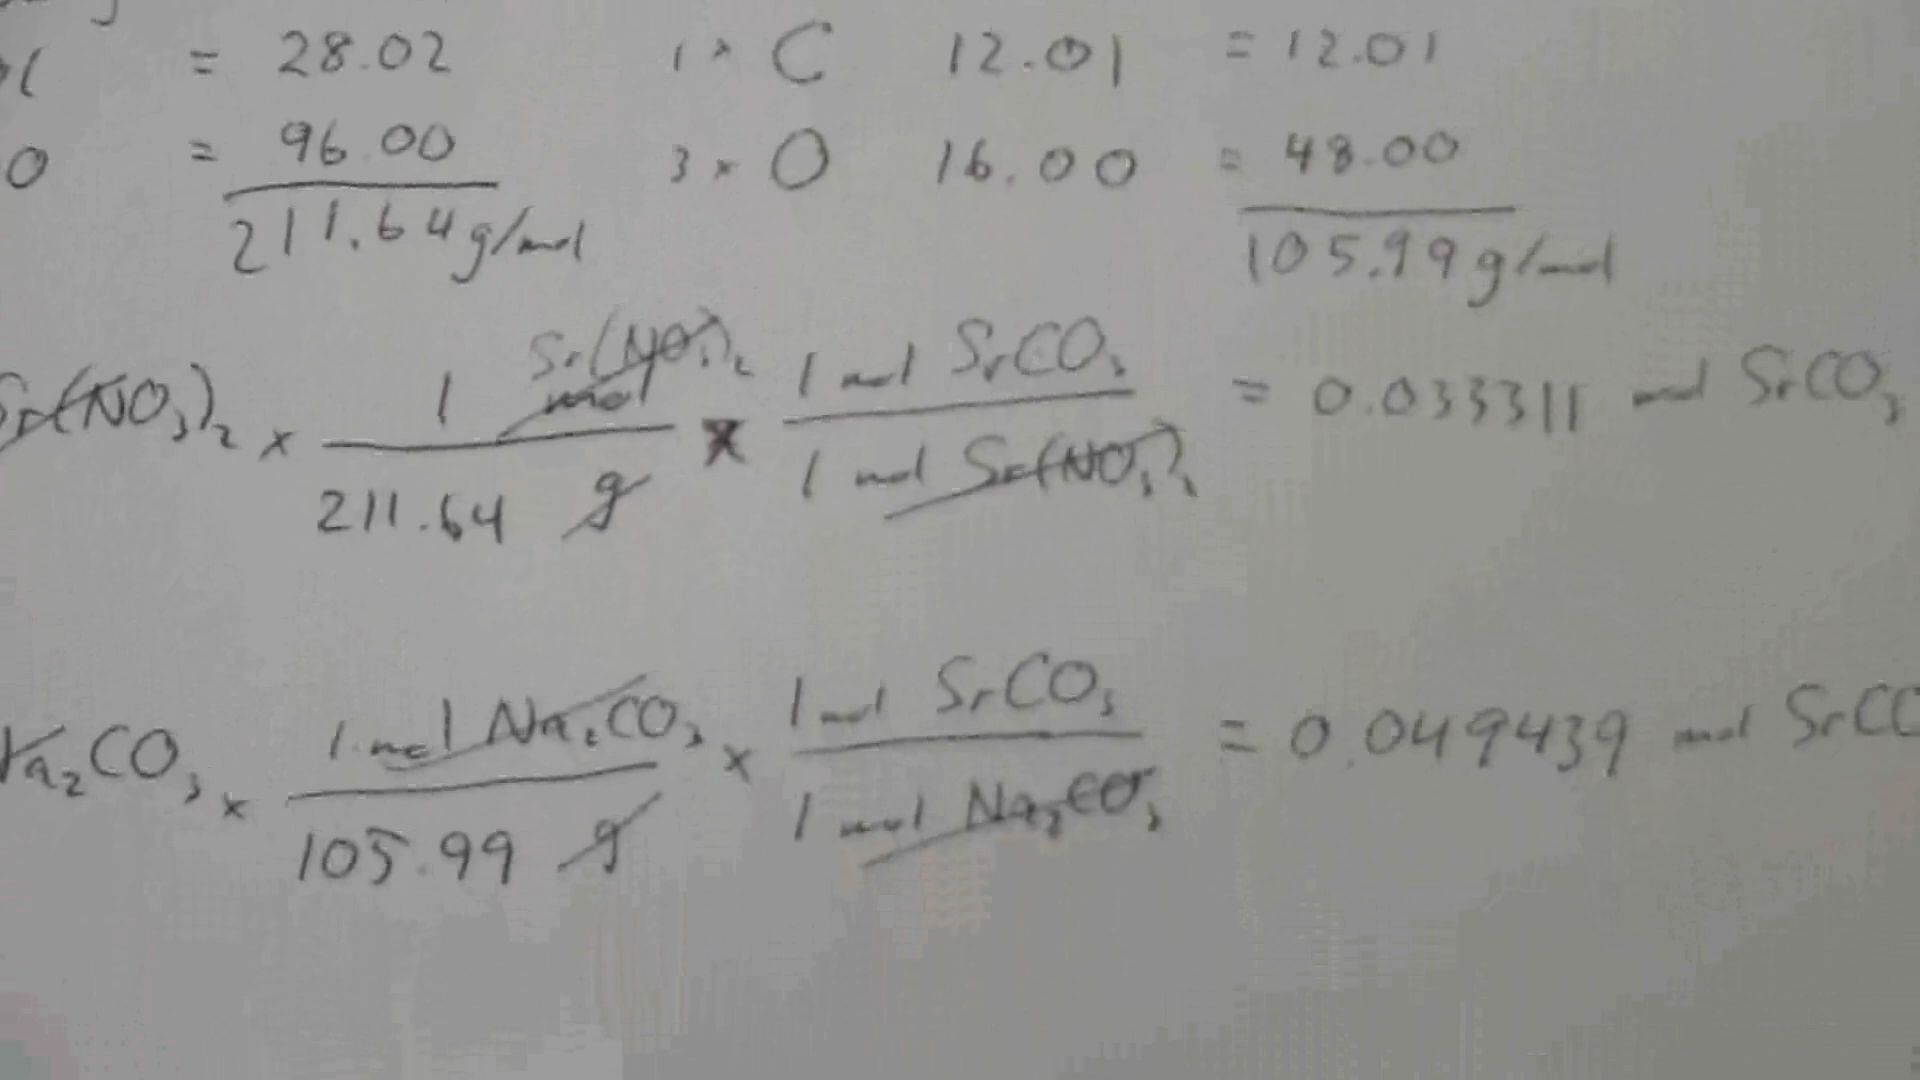 = 28.02 1 × C 12.01 = 12.01
O = 96.00 3 × O 16.00 = 48.00
211.64 g/mol 105.99 g/mol
Sr(NO₃)₂ × 1 mol Sr(NO₃)₂ / 211.64 g × 1 mol SrCO₃ / 1 mol Sr(NO₃)₂ = 0.033311 mol SrCO₃
Na₂CO₃ × 1 mol Na₂CO₃ / 105.99 g × 1 mol SrCO₃ / 1 mol Na₂CO₃ = 0.049439 mol SrCO